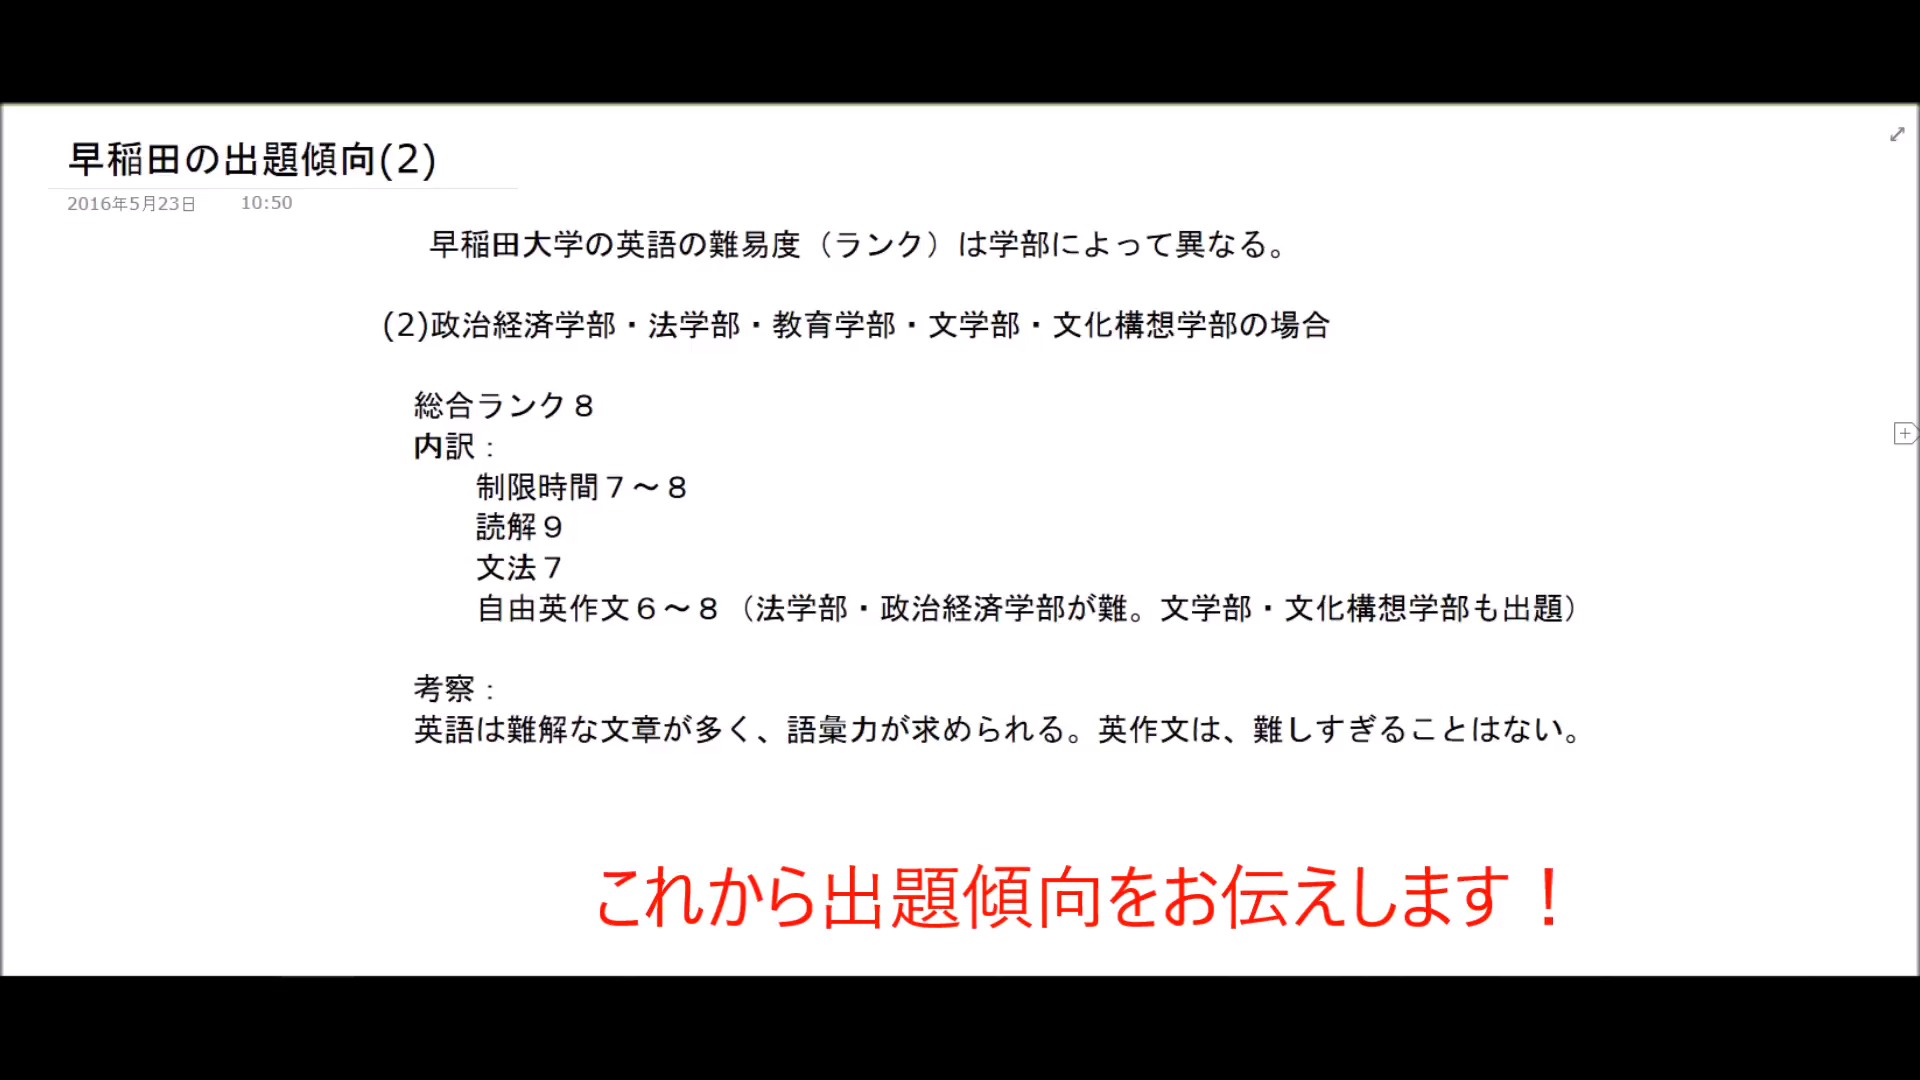 早稲田の出題傾向(2)
2016年5月23日 10:50
早稲田大学の英語の難易度（ランク）は学部によって異なる。
(2)政治経済学部・法学部・教育学部・文学部・文化構想学部の場合
総合ランク８
内訳：
制限時間７～８
読解９
文法７
自由英作文６～８（法学部・政治経済学部が難。文学部・文化構想学部も出題）
考察：
英語は難解な文章が多く、語彙力が求められる。英作文は、難しすぎることはない。
これから出題傾向をお伝えします！